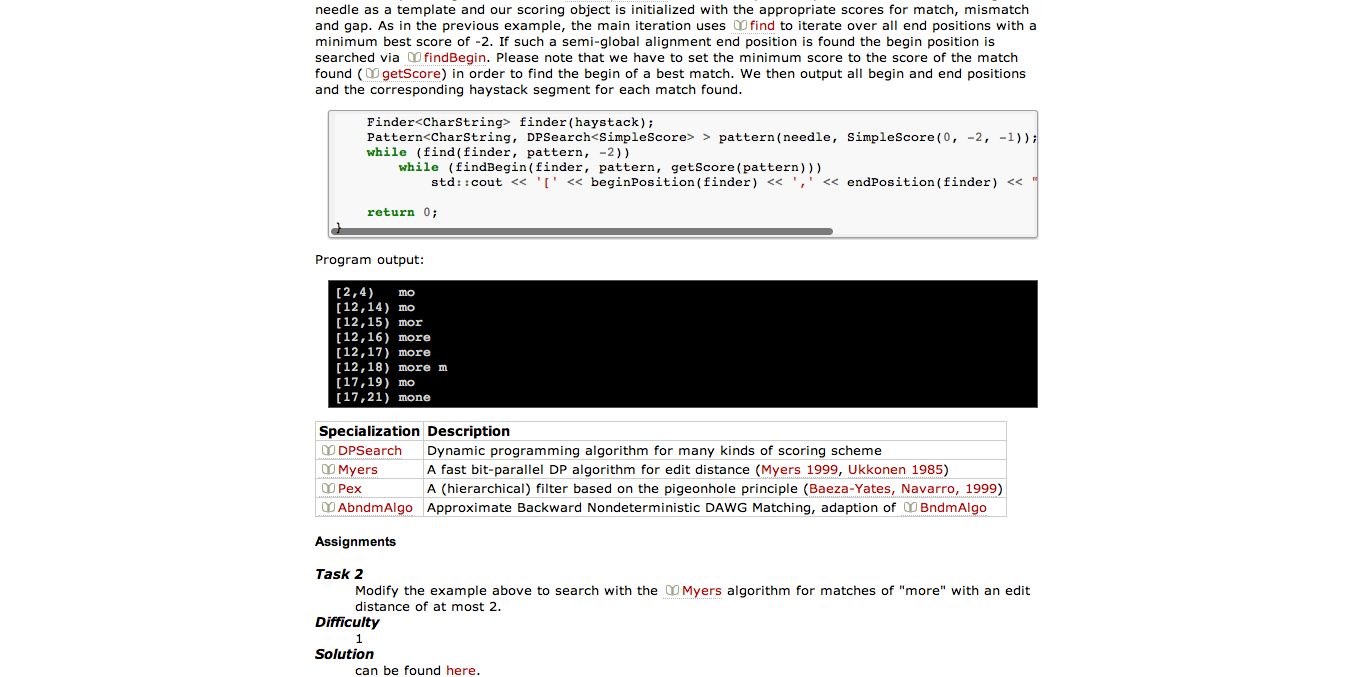 needle as a template and our scoring object is initialized with the appropriate scores for match, mismatch
and gap. As in the previous example, the main iteration uses find to iterate over all end positions with a
minimum best score of -2. If such a semi-global alignment end position is found the begin position is
searched via findBegin. Please note that we have to set the minimum score to the score of the match
found ( getScore) in order to find the begin of a best match. We then output all begin and end positions
and the corresponding haystack segment for each match found.
Finder<CharString> finder(haystack);
Pattern<CharString, DPSearch<SimpleScore> > pattern(needle, SimpleScore(0, -2, -1));
while (find(finder, pattern, -2))
while (findBegin(finder, pattern, getScore(pattern)))
std::cout << '[' << beginPosition(finder) << ',' << endPosition(finder) << "
return 0;
}
Program output:
[2,4) mo
[12,14) mo
[12,15) mor
[12,16) more
[12,17) more
[12,18) more m
[17,19) mo
[17,21) mone
Specialization Description
DPSearch Dynamic programming algorithm for many kinds of scoring scheme
Myers A fast bit-parallel DP algorithm for edit distance (Myers 1999, Ukkonen 1985)
Pex A (hierarchical) filter based on the pigeonhole principle (Baeza-Yates, Navarro, 1999)
AbndmAlgo Approximate Backward Nondeterministic DAWG Matching, adaption of BndmAlgo
Assignments
Task 2
Modify the example above to search with the Myers algorithm for matches of "more" with an edit
distance of at most 2.
Difficulty
1
Solution
can be found here.